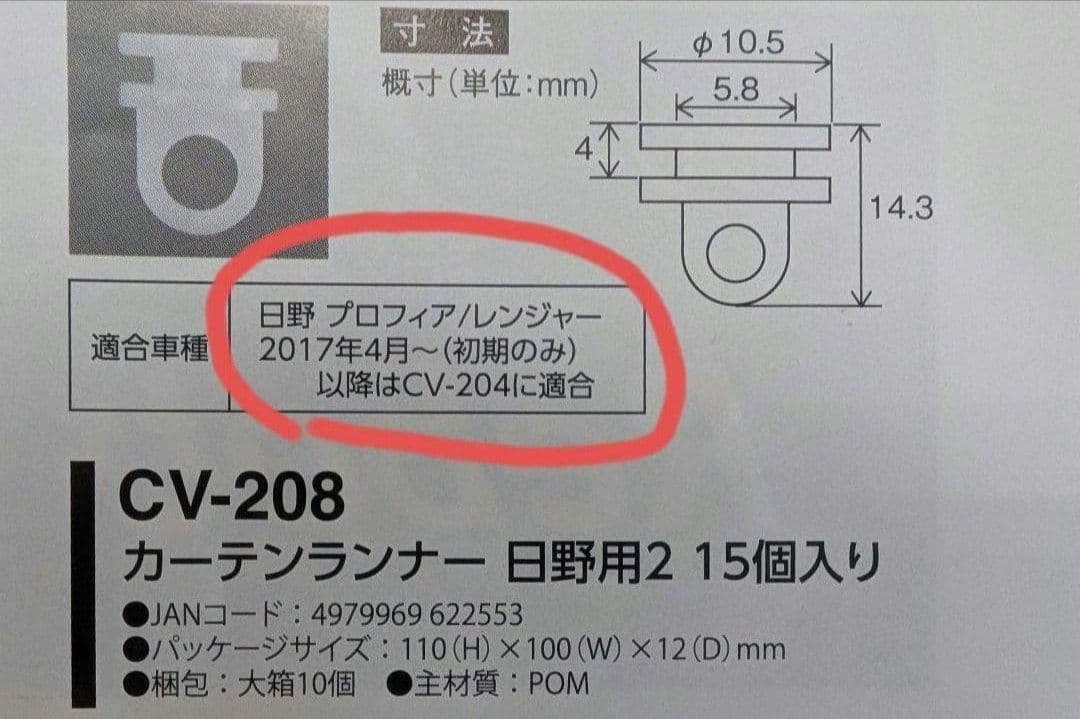 寸 法
概寸（単位：mm）
φ10.5
5.8
4
14.3
適合車種
日野 プロフィア/レンジャー
2017年4月～（初期のみ）
以降はCV-204に適合
CV-208
カーテンランナー 日野用2 15個入り
●JANコード：4979969 622553
●パッケージサイズ：110（H）×100（W）×12（D）mm
●梱包：大箱10個 ●主材質：POM